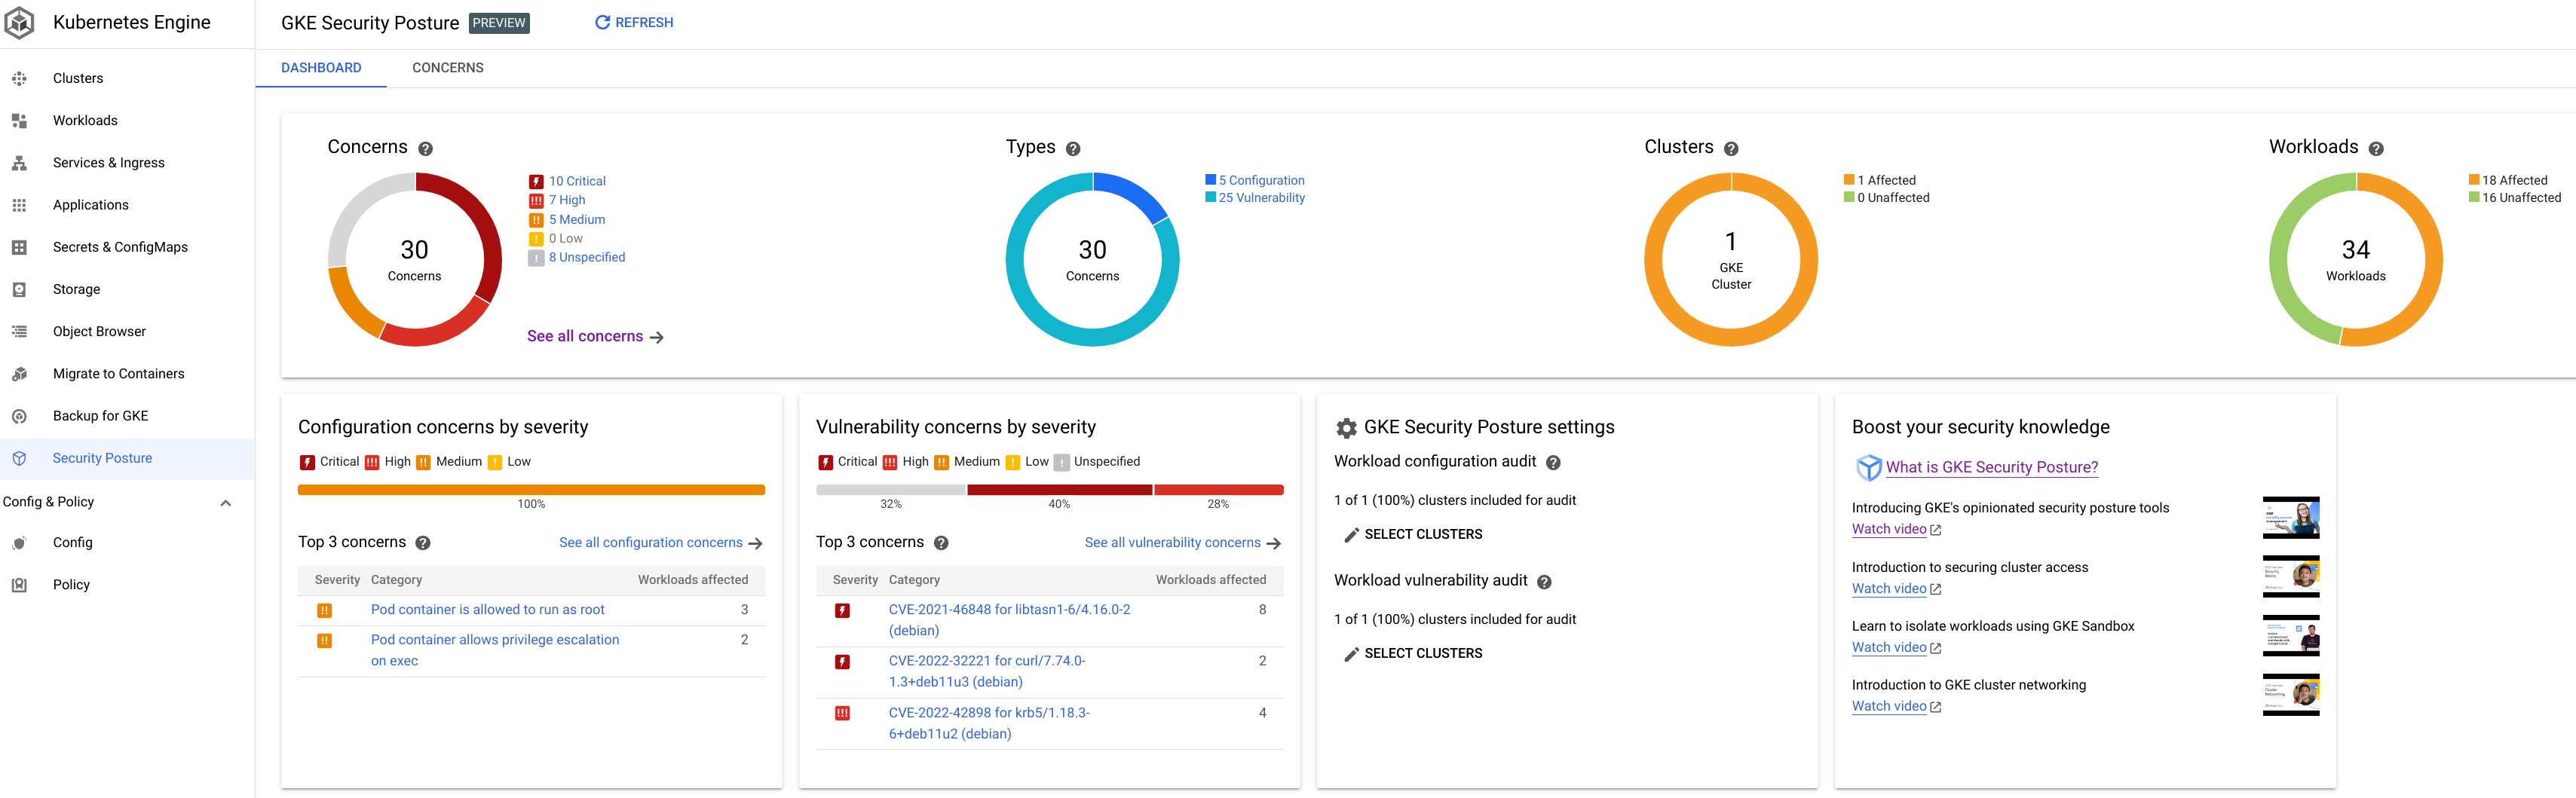 Kubernetes Engine
Clusters
Workloads
Services & Ingress
Applications
Secrets & ConfigMaps
Storage
Object Browser
Migrate to Containers
Backup for GKE
Security Posture
Config & Policy
Config
Policy
GKE Security Posture PREVIEW REFRESH
DASHBOARD CONCERNS
Concerns
30
Concerns
10 Critical
7 High
5 Medium
0 Low
8 Unspecified
See all concerns
Types
30
Concerns
5 Configuration
25 Vulnerability
Clusters
1
GKE
Cluster
1 Affected
0 Unaffected
Workloads
34
Workloads
18 Affected
16 Unaffected
Configuration concerns by severity
Critical High Medium Low
100%
Top 3 concerns See all configuration concerns
Severity Category Workloads affected
Pod container is allowed to run as root 3
Pod container allows privilege escalation 2
on exec
Vulnerability concerns by severity
Critical High Medium Low Unspecified
32% 40% 28%
Top 3 concerns See all vulnerability concerns
Severity Category Workloads affected
CVE-2021-46848 for libtasn1-6/4.16.0-2 8
(debian)
CVE-2022-32221 for curl/7.74.0- 2
1.3+deb11u3 (debian)
CVE-2022-42898 for krb5/1.18.3- 4
6+deb11u2 (debian)
GKE Security Posture settings
Workload configuration audit
1 of 1 (100%) clusters included for audit
SELECT CLUSTERS
Workload vulnerability audit
1 of 1 (100%) clusters included for audit
SELECT CLUSTERS
Boost your security knowledge
What is GKE Security Posture?
Introducing GKE's opinionated security posture tools
Watch video
Introduction to securing cluster access
Watch video
Learn to isolate workloads using GKE Sandbox
Watch video
Introduction to GKE cluster networking
Watch video